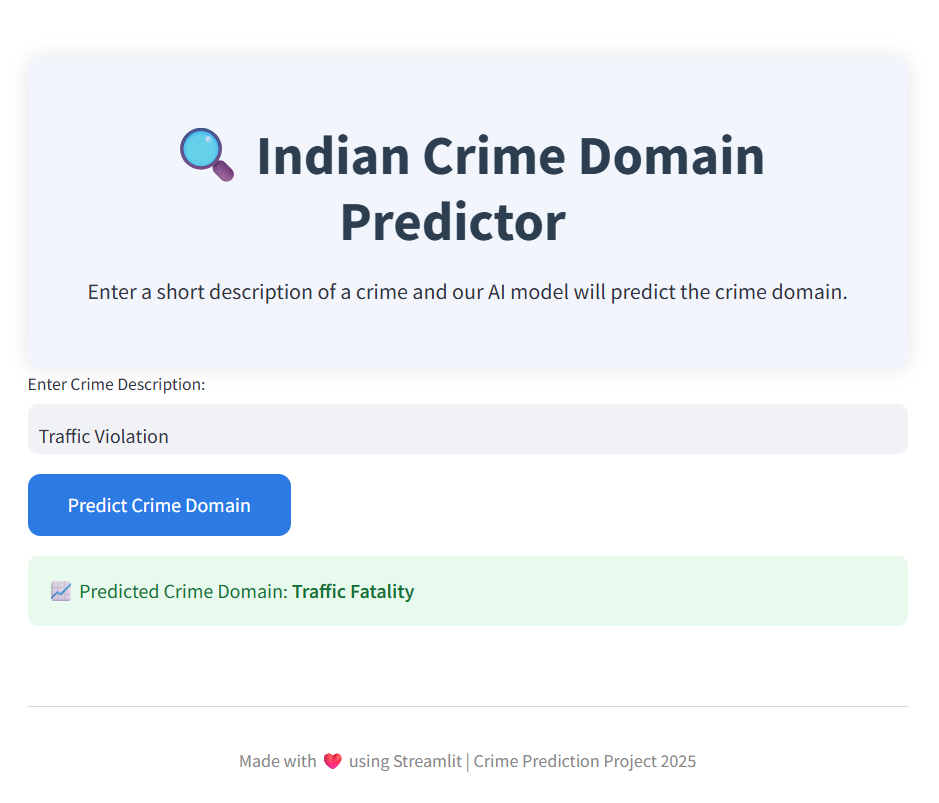 🔍 Indian Crime Domain
Predictor
Enter a short description of a crime and our AI model will predict the crime domain.
Enter Crime Description:
Traffic Violation
Predict Crime Domain
📈 Predicted Crime Domain: Traffic Fatality
Made with ❤️ using Streamlit | Crime Prediction Project 2025